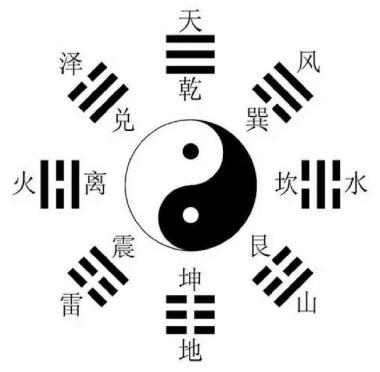 天
乾
泽
兑
风
巽
火
离
坎
水
震
雷
艮
山
坤
地